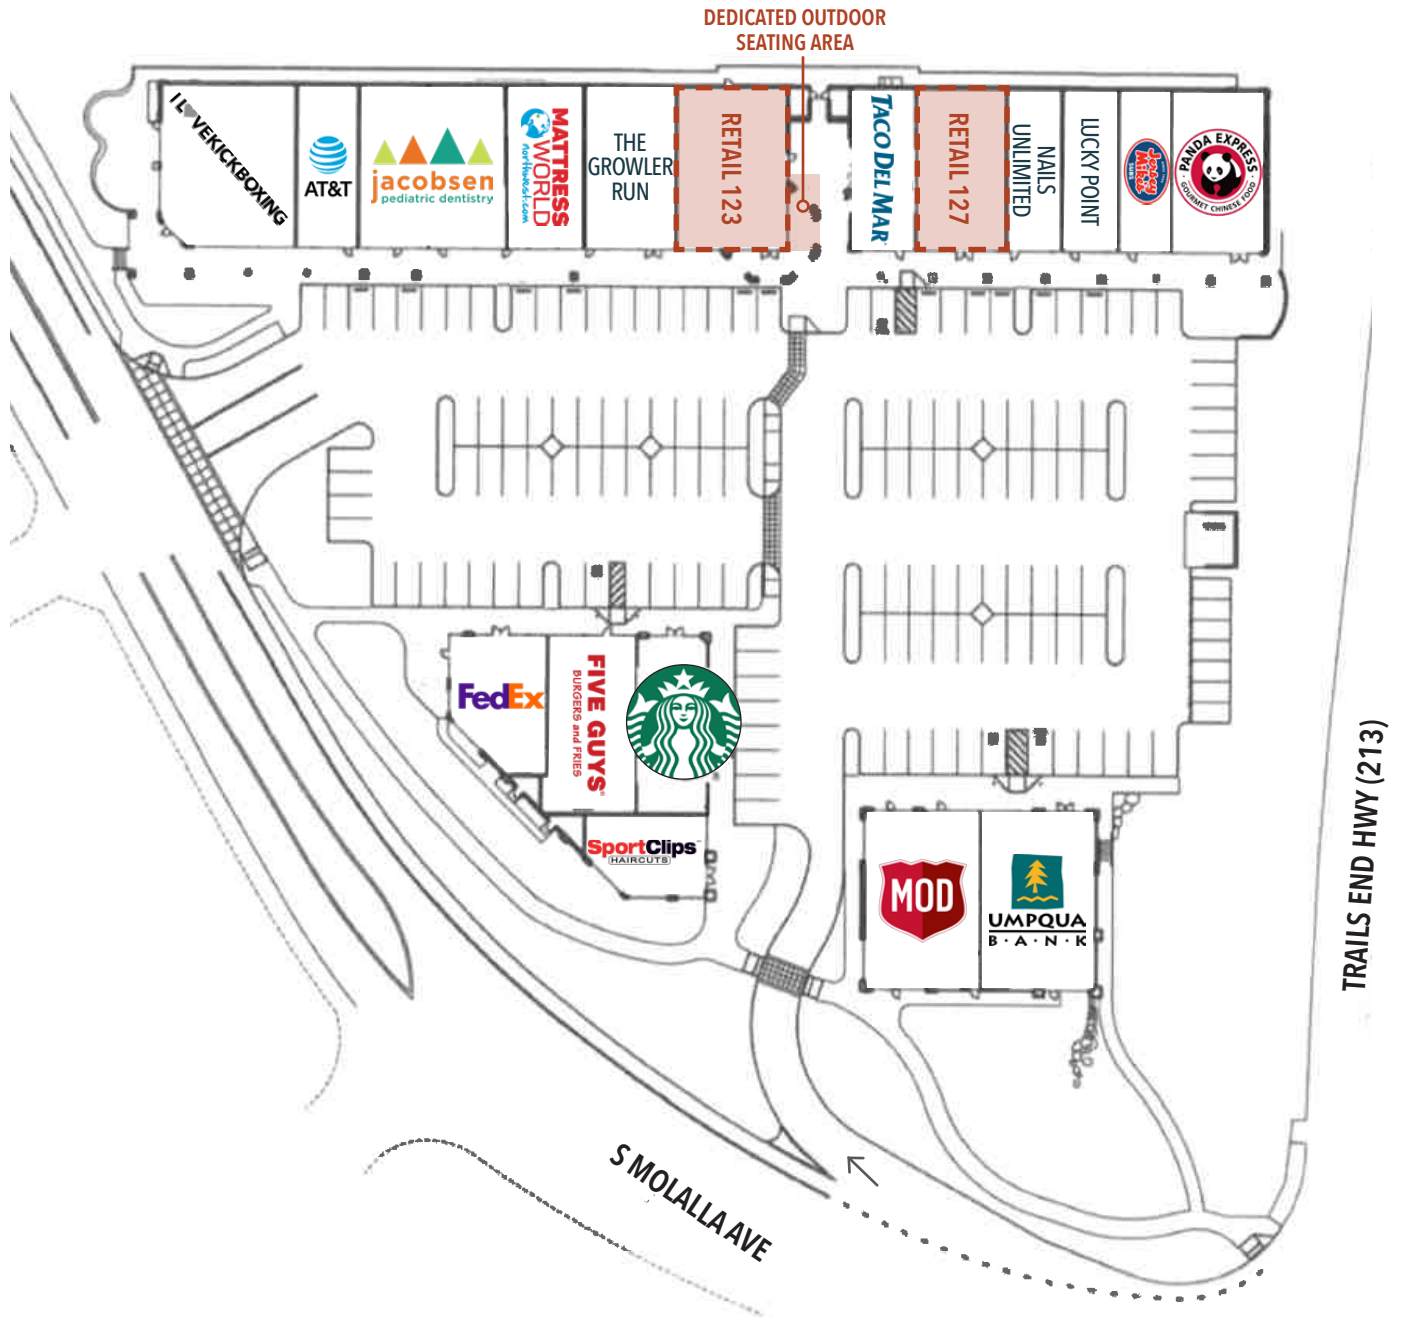 DEDICATED OUTDOOR
SEATING AREA
I L VEKICKBOXING
AT&T
jacobsen
pediatric dentistry
MATTRESS
WORLD
northwest.com
THE
GROWLER
RUN
RETAIL 123
TACO DEL MAR
RETAIL 127
NAILS
UNLIMITED
LUCKY POINT
Jersey
Mike's
SUBS
PANDA EXPRESS
GOURMET CHINESE FOOD
FedEx
FIVE GUYS
BURGERS and FRIES
SportClips
HAIRCUTS
MOD
UMPQUA
B·A·N·K
TRAILS END HWY (213)
S MOLALLA AVE